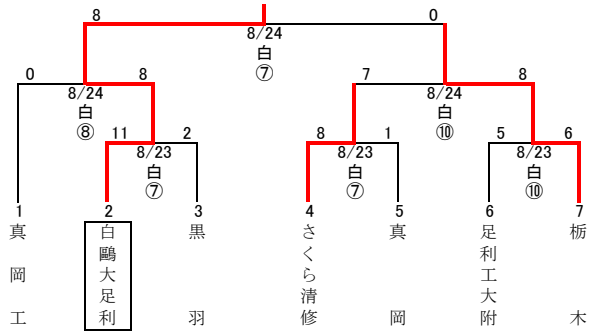 8 0
8/24
白
⑦
0 8 7 8
8/24 8/24
白 白
⑧ ⑩
11 2 8 1 5 6
8/23 8/23 8/23
白 白 白
⑦ ⑦ ⑩
1 2 3 4 5 6 7
真岡工
白鷗大足利
黒羽
さくら清修
真岡
足利工大附
栃木